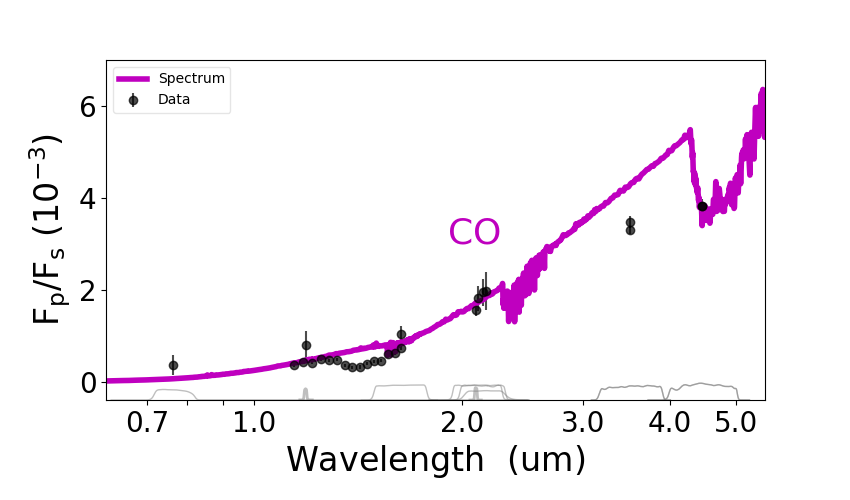 Spectrum
Data
6
4
2
0
CO
F_p/F_s (10^{-3})
0.7 1.0 2.0 3.0 4.0 5.0
Wavelength (um)